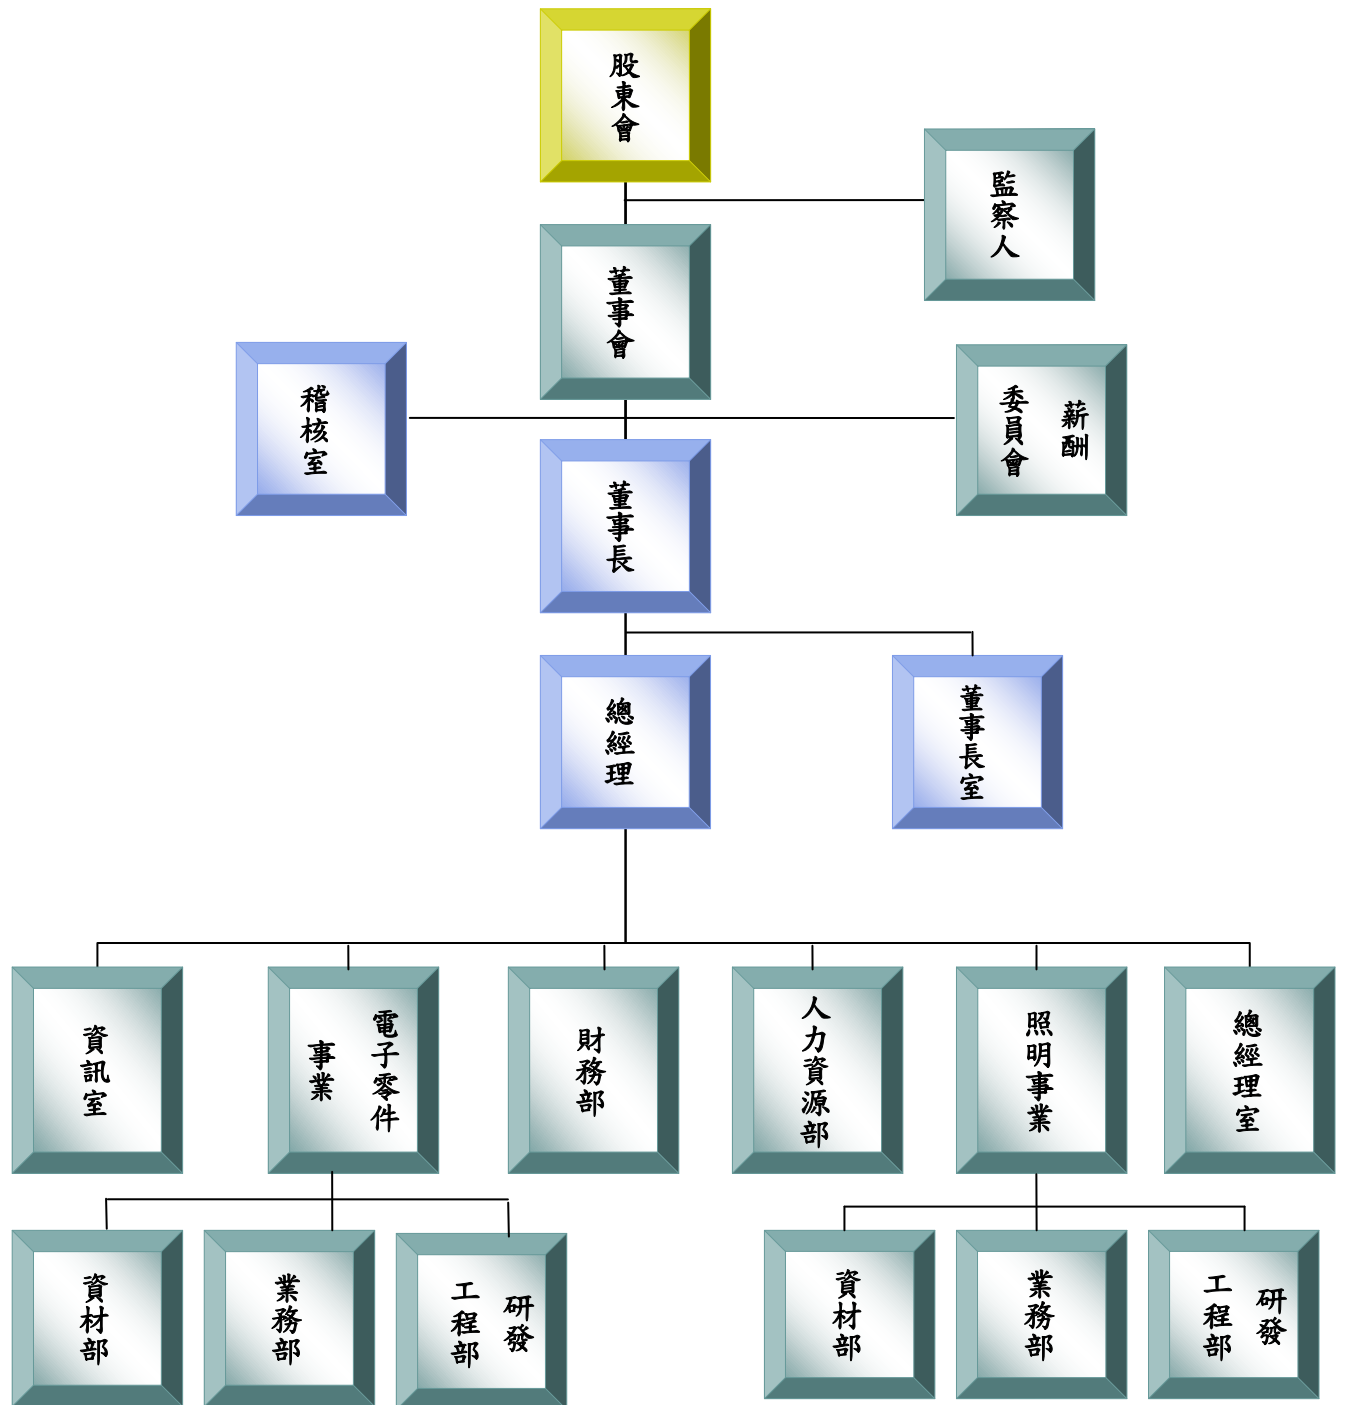 股東會
監察人
董事會
稽核室
薪酬
委員會
董事長
總經理
董事長室
資訊室
電子零件
事業
財務部
人力資源部
照明事業
總經理室
資材部
業務部
研發
工程部
資材部
業務部
研發
工程部